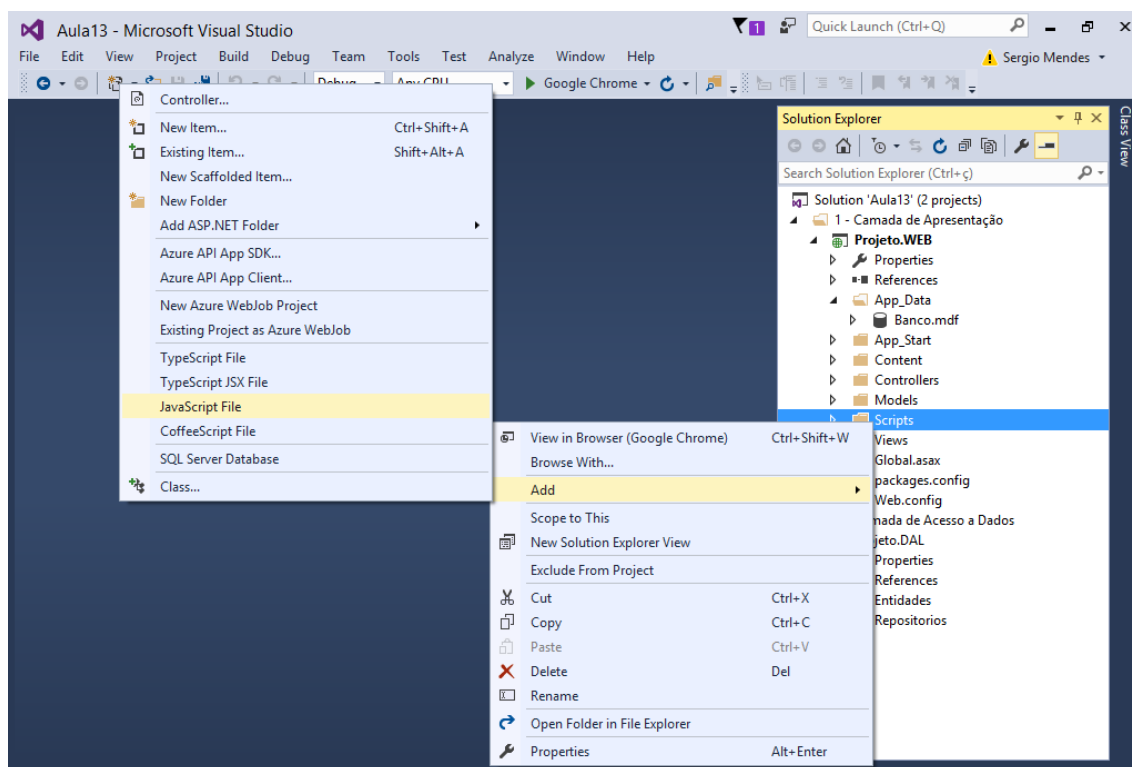 Aula13 - Microsoft Visual Studio
1
Quick Launch (Ctrl+Q)
File Edit View Project Build Debug Team Tools Test Analyze Window Help
Sergio Mendes
Debug Any CPU Google Chrome
Controller...
New Item... Ctrl+Shift+A
Existing Item... Shift+Alt+A
New Scaffolded Item...
New Folder
Add ASP.NET Folder
Azure API App SDK...
Azure API App Client...
New Azure WebJob Project
Existing Project as Azure WebJob
TypeScript File
TypeScript JSX File
JavaScript File
CoffeeScript File
SQL Server Database
Class...
View in Browser (Google Chrome) Ctrl+Shift+W
Browse With...
Add
Scope to This
New Solution Explorer View
Exclude From Project
Cut Ctrl+X
Copy Ctrl+C
Paste Ctrl+V
Delete Del
Rename
Open Folder in File Explorer
Properties Alt+Enter
Solution Explorer
Search Solution Explorer (Ctrl+ç)
Solution 'Aula13' (2 projects)
1 - Camada de Apresentação
Projeto.WEB
Properties
References
App_Data
Banco.mdf
App_Start
Content
Controllers
Models
Scripts
Views
Global.asax
packages.config
Web.config
nada de Acesso a Dados
jeto.DAL
Properties
References
Entidades
Repositorios
Class View